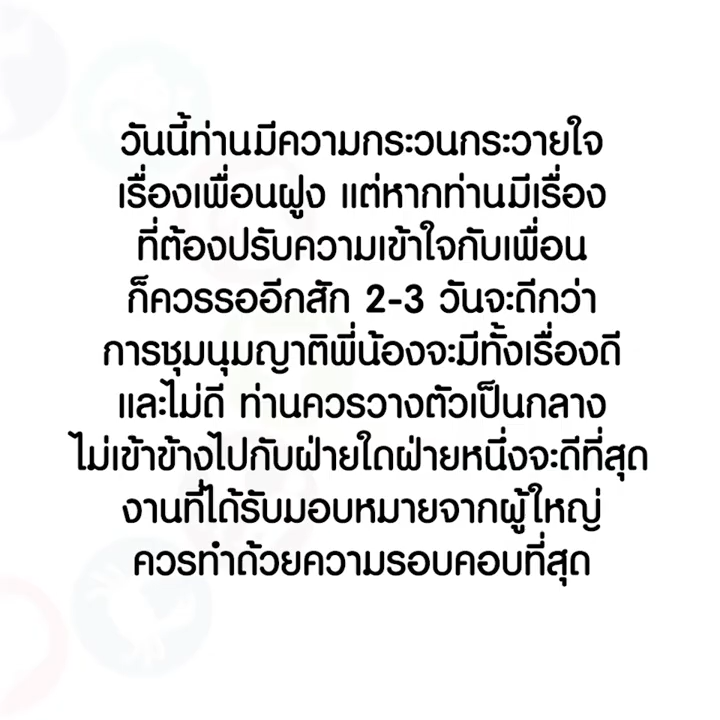 วันนี้ท่านมีความกระวนกระวายใจ
เรื่องเพื่อนฝูง แต่หากท่านมีเรื่อง
ที่ต้องปรับความเข้าใจกับเพื่อน
ก็ควรรออีกสัก 2-3 วันจะดีกว่า
การชุมนุมญาติพี่น้องจะมีทั้งเรื่องดี
และไม่ดี ท่านควรวางตัวเป็นกลาง
ไม่เข้าข้างไปกับฝ่ายใดฝ่ายหนึ่งจะดีที่สุด
งานที่ได้รับมอบหมายจากผู้ใหญ่
ควรทำด้วยความรอบคอบที่สุด